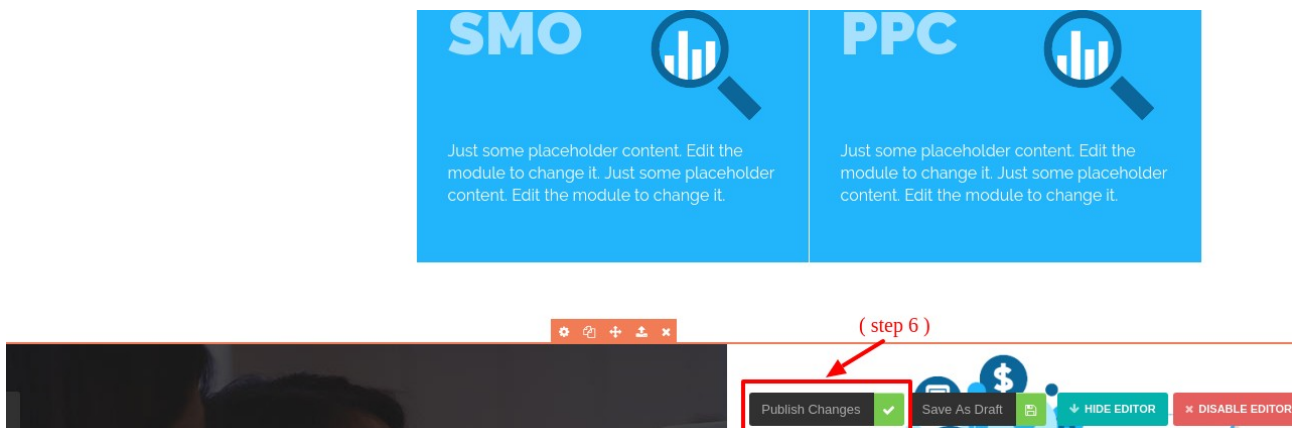 SMO
PPC
Just some placeholder content. Edit the
module to change it. Just some placeholder
content. Edit the module to change it.
Just some placeholder content. Edit the
module to change it. Just some placeholder
content. Edit the module to change it.
( step 6 )
Publish Changes
Save As Draft
HIDE EDITOR
DISABLE EDITOR